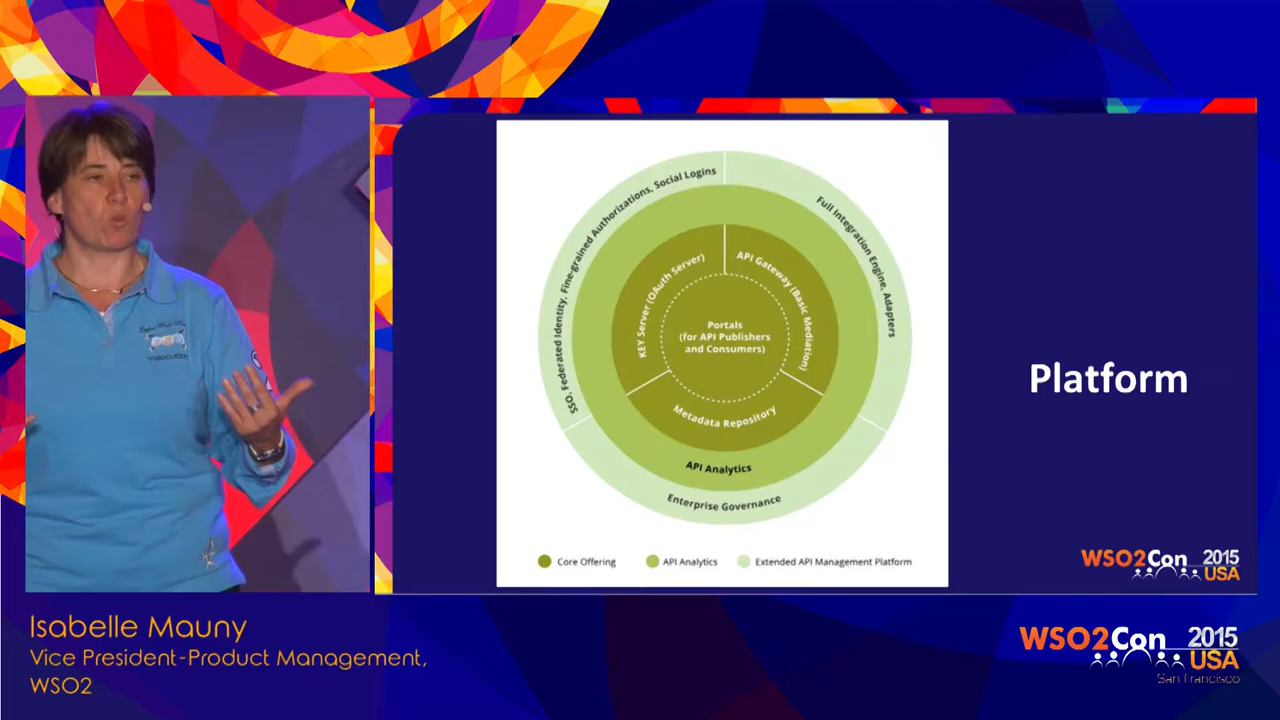 SSO, Federated Identity, Fine-grained Authorizations, Social Logins
Full Integration Engine, Adapters
KEY Server (OAuth Server)
API Gateway (Basic Mediation)
Portals
(for API Publishers
and Consumers)
Metadata Repository
API Analytics
Enterprise Governance
Core Offering
API Analytics
Extended API Management Platform
Platform
WSO2Con 2015
USA
Isabelle Mauny
Vice President-Product Management,
WSO2
WSO2Con 2015
USA
San Francisco